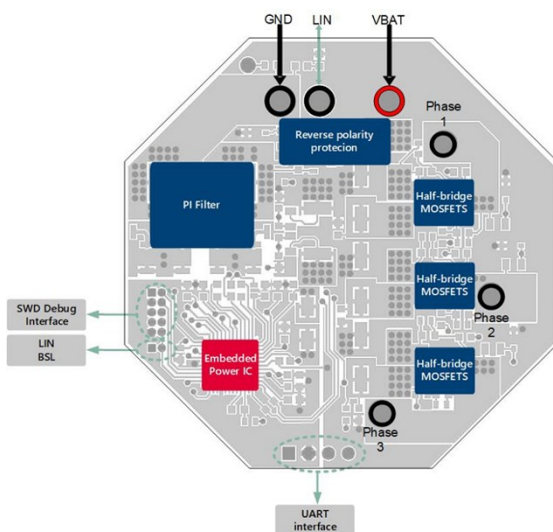 GND LIN VBAT
Phase
1
Reverse polarity
protecion
PI Filter
Half-bridge
MOSFETS
Half-bridge
MOSFETS
Phase
2
SWD Debug
Interface
LIN
BSL
Embedded
Power IC
Half-bridge
MOSFETS
Phase
3
UART
interface